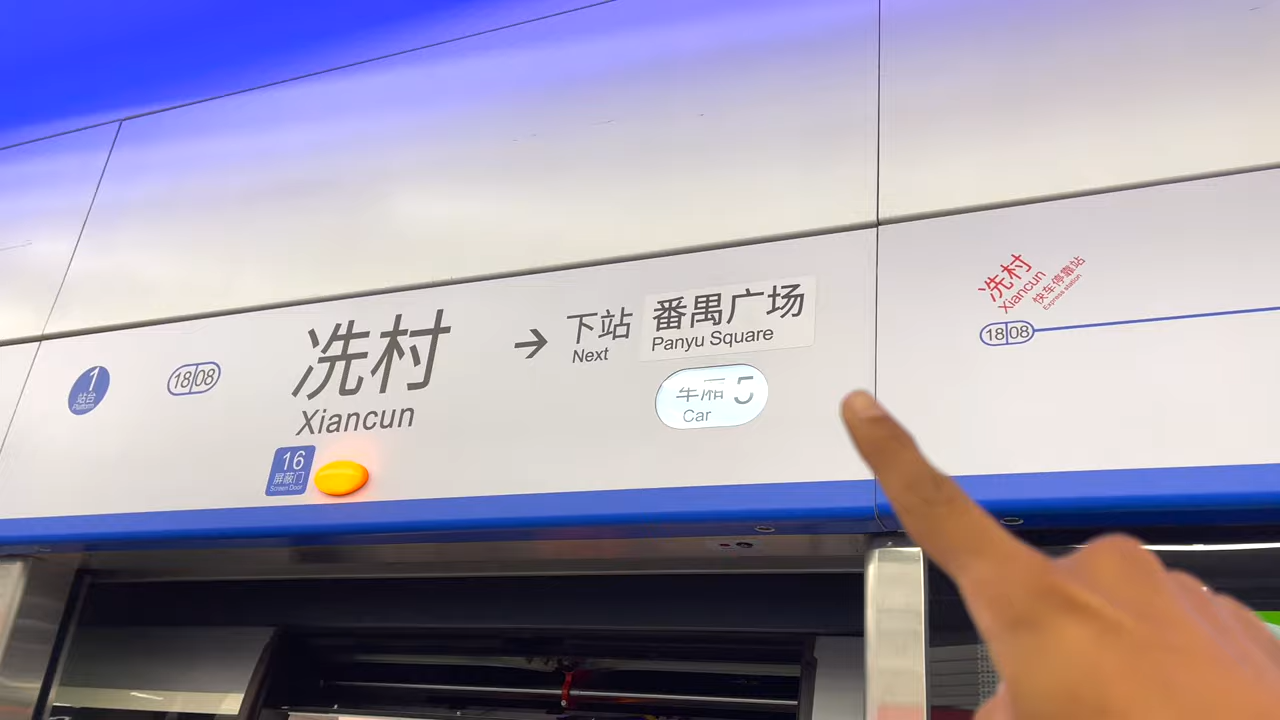 1
站台
Platform
18 08
冼村
Xiancun
16
屏蔽门
Screen Door
下站
Next
番禺广场
Panyu Square
车厢 5
Car
冼村
Xiancun
快车停靠站
Express station
18 08